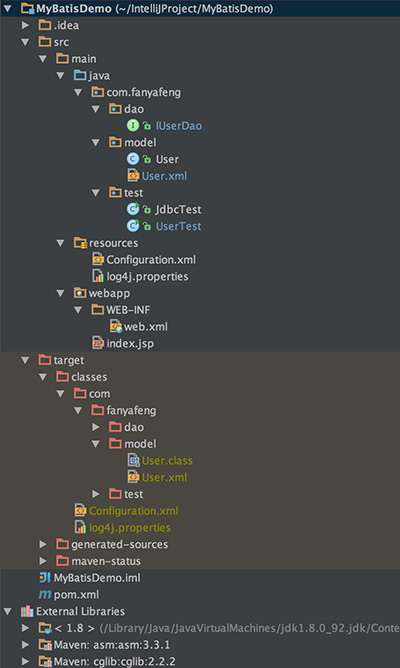 MyBatisDemo (~/IntelliJProject/MyBatisDemo)
.idea
src
main
java
com.fanyafeng
dao
IUserDao
model
User
User.xml
test
JdbcTest
UserTest
resources
Configuration.xml
log4j.properties
webapp
WEB-INF
web.xml
index.jsp
target
classes
com
fanyafeng
dao
model
User.class
User.xml
test
Configuration.xml
log4j.properties
generated-sources
maven-status
MyBatisDemo.iml
pom.xml
External Libraries
< 1.8 > (/Library/Java/JavaVirtualMachines/jdk1.8.0_92.jdk/Conte
Maven: asm:asm:3.3.1
Maven: cglib:cglib:2.2.2